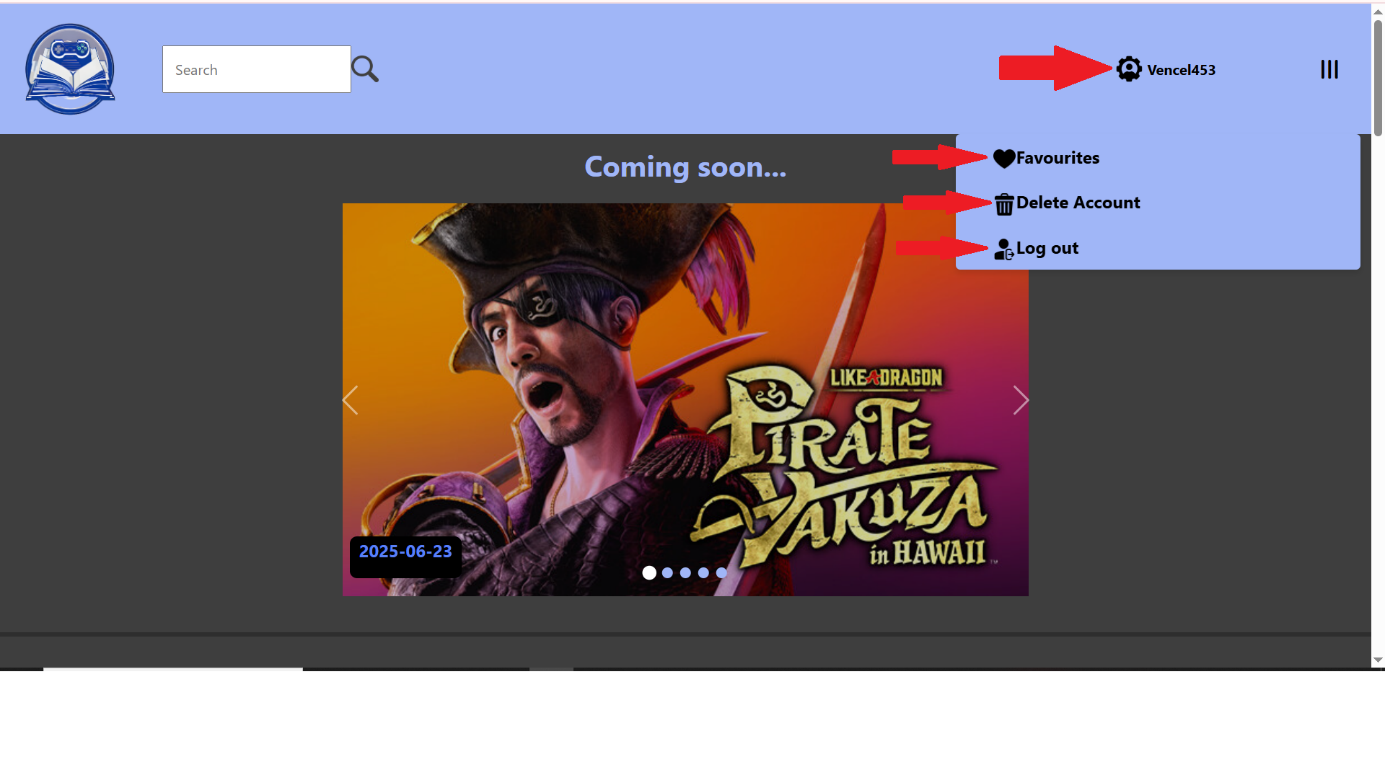 Search
Vencel453
Favourites
Delete Account
Log out
Coming soon...
LIKE A DRAGON
PIRATE
YAKUZA
in HAWAII
2025-06-23